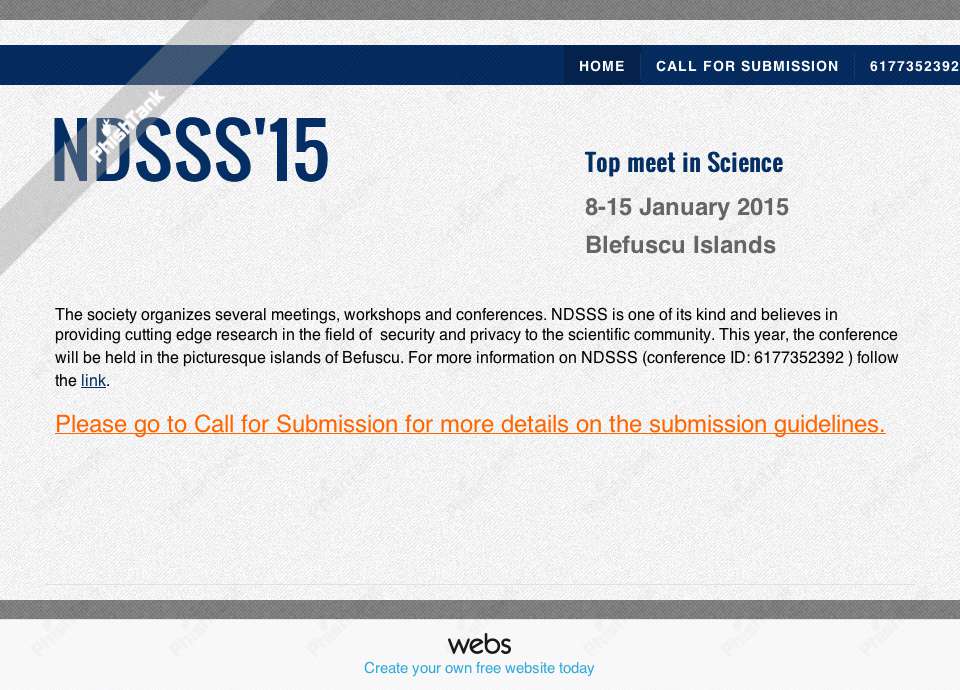 HOME CALL FOR SUBMISSION 6177352392
PhishTank
NDSSS'15
Top meet in Science
8-15 January 2015
Blefuscu Islands
The society organizes several meetings, workshops and conferences. NDSSS is one of its kind and believes in
providing cutting edge research in the field of  security and privacy to the scientific community. This year, the conference
will be held in the picturesque islands of Befuscu. For more information on NDSSS (conference ID: 6177352392 ) follow
the link.
Please go to Call for Submission for more details on the submission guidelines.
webs
Create your own free website today